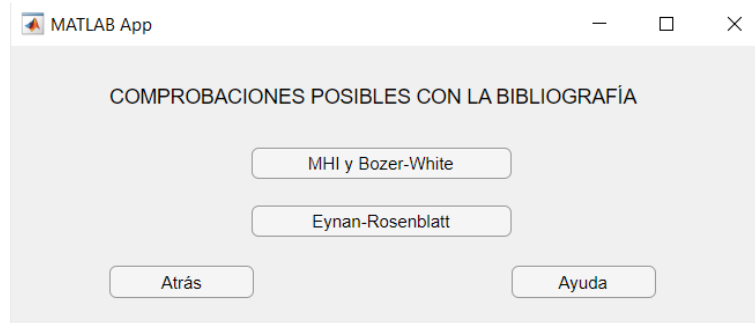 MATLAB App
COMPROBACIONES POSIBLES CON LA BIBLIOGRAFÍA
MHI y Bozer-White
Eynan-Rosenblatt
Atrás Ayuda